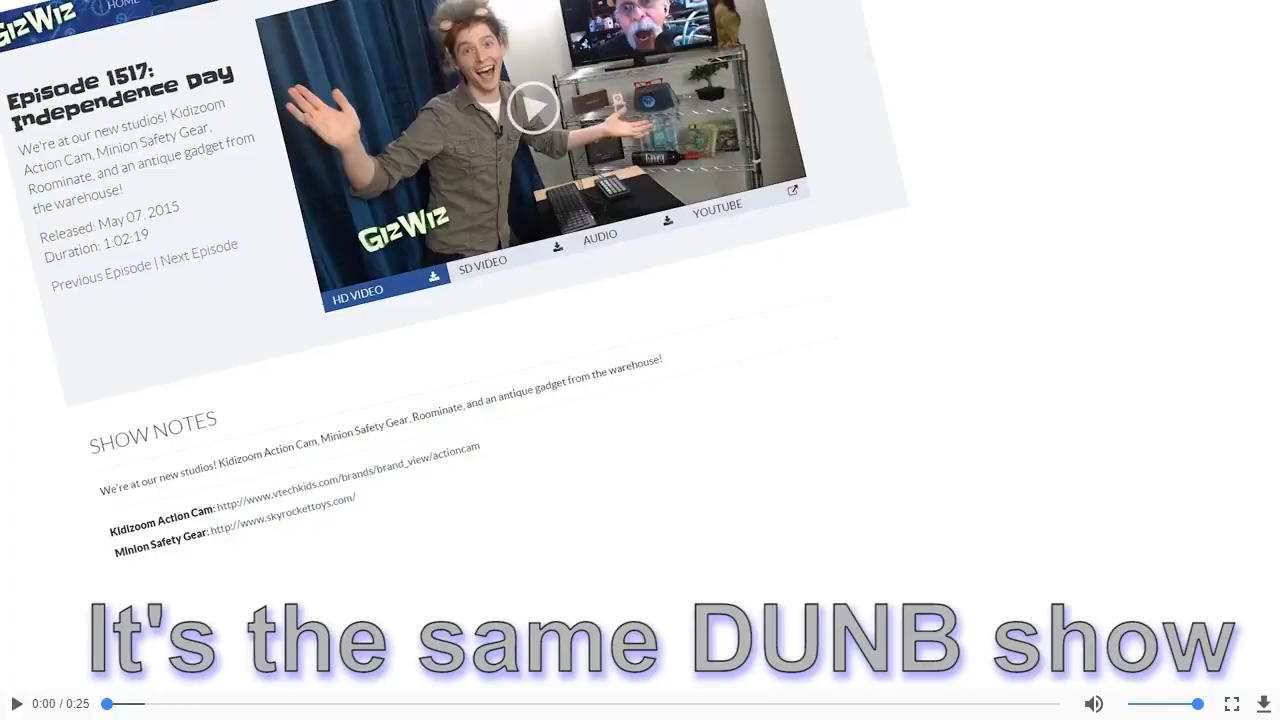 GIZWIZ
HOME
Episode 1517:
Independence Day
We're at our new studios! Kidizoom
Action Cam, Minion Safety Gear,
Roominate, and an antique gadget from
the warehouse!
Released: May 07, 2015
Duration: 1:02:19
Previous Episode | Next Episode
GIZWIZ
HD VIDEO
SD VIDEO
AUDIO
YOUTUBE
SHOW NOTES
We're at our new studios! Kidizoom Action Cam, Minion Safety Gear, Roominate, and an antique gadget from the warehouse!
Kidizoom Action Cam: http://www.vtechkids.com/brands/brand_view/actioncam
Minion Safety Gear: http://www.skyrockettoys.com/
It's the same DUNB show
0:00 / 0:25